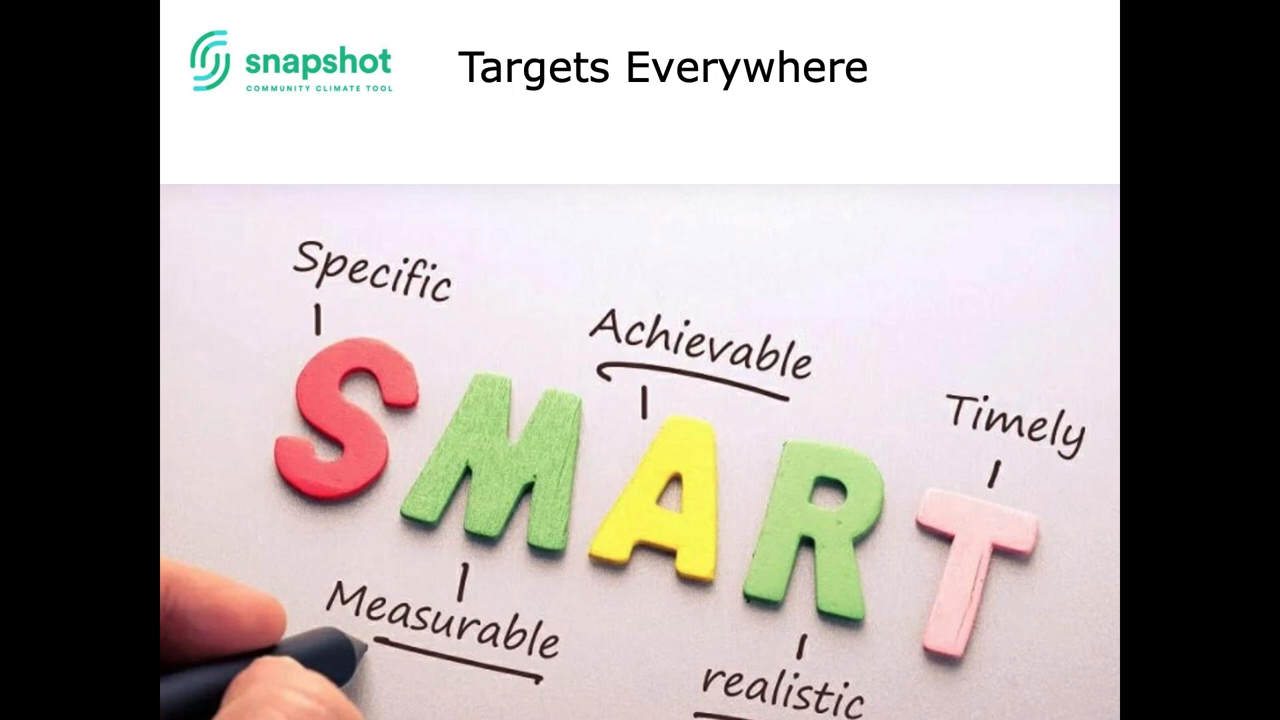 snapshot
COMMUNITY CLIMATE TOOL
Targets Everywhere
Specific
Achievable
Timely
SMART
Measurable
realistic